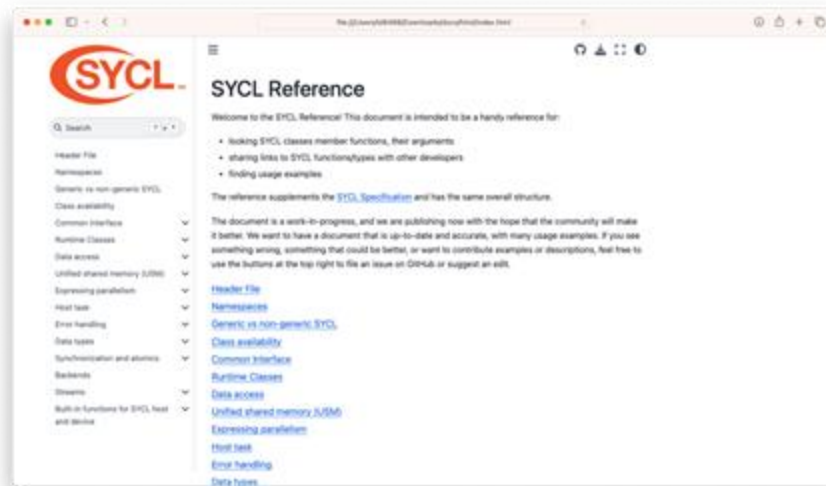 SYCL
TM
Search
Header File
Namespaces
Generic vs non-generic SYCL
Class availability
Common interface
Runtime Classes
Data access
Unified shared memory (USM)
Expressing parallelism
Host task
Error handling
Data types
Synchronization and atomics
Backends
Streams
Built-in functions for SYCL host
and device
SYCL Reference
Welcome to the SYCL Reference! This document is intended to be a handy reference for:
• looking SYCL classes member functions, their arguments
• sharing links to SYCL functions/types with other developers
• finding usage examples
The reference supplements the SYCL Specification and has the same overall structure.
The document is a work-in-progress, and we are publishing now with the hope that the community will make
it better. We want to have a document that is up-to-date and accurate, with many usage examples. If you see
something wrong, something that could be better, or want to contribute examples or descriptions, feel free to
use the buttons at the top right to file an issue on GitHub or suggest an edit.
Header File
Namespaces
Generic vs non-generic SYCL
Class availability
Common interface
Runtime Classes
Data access
Unified shared memory (USM)
Expressing parallelism
Host task
Error handling
Data types